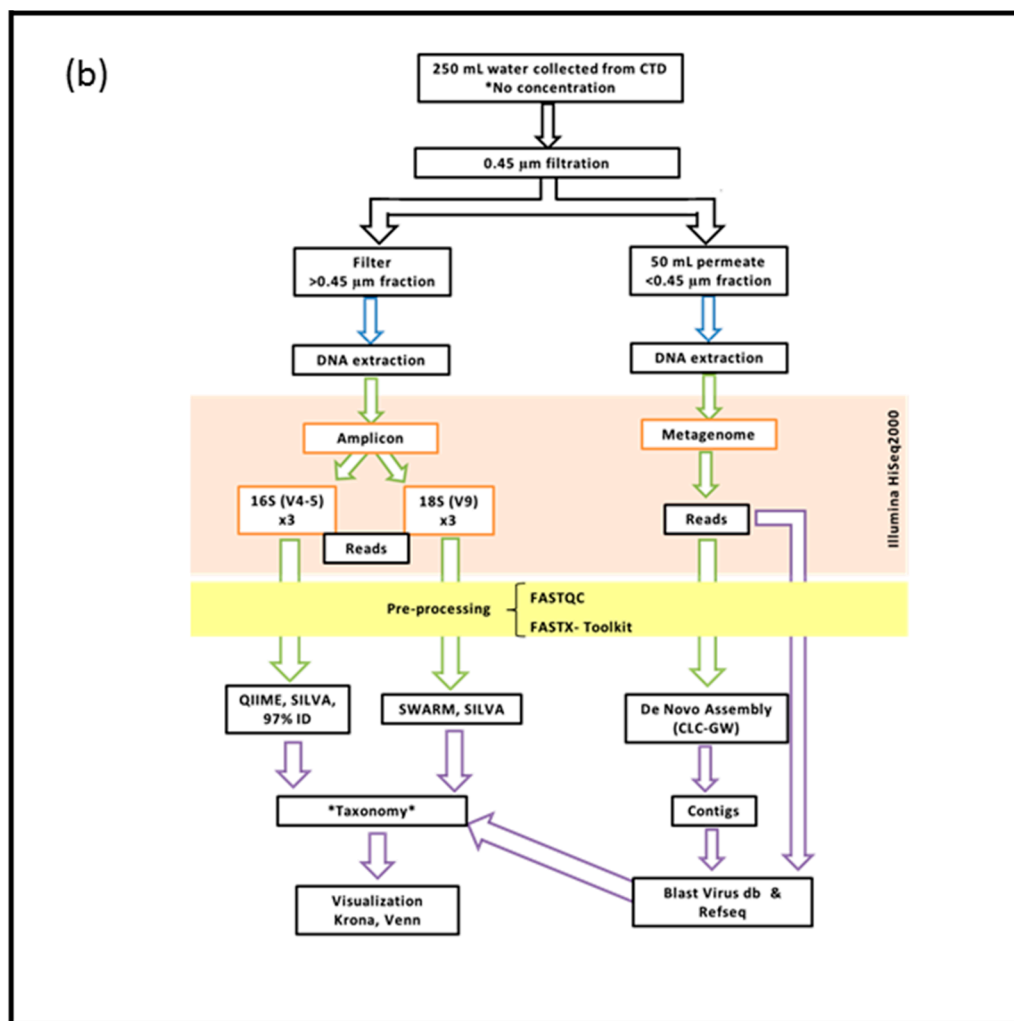 (b)
250 mL water collected from CTD
*No concentration
0.45 μm filtration
Filter
>0.45 μm fraction
50 mL permeate
<0.45 μm fraction
DNA extraction
DNA extraction
Amplicon
Metagenome
16S (V4-5)
x3
18S (V9)
x3
Reads
Reads
Illumina HiSeq2000
Pre-processing
FASTQC
FASTX- Toolkit
QIIME, SILVA,
97% ID
SWARM, SILVA
De Novo Assembly
(CLC-GW)
*Taxonomy*
Contigs
Visualization
Krona, Venn
Blast Virus db & 
Refseq